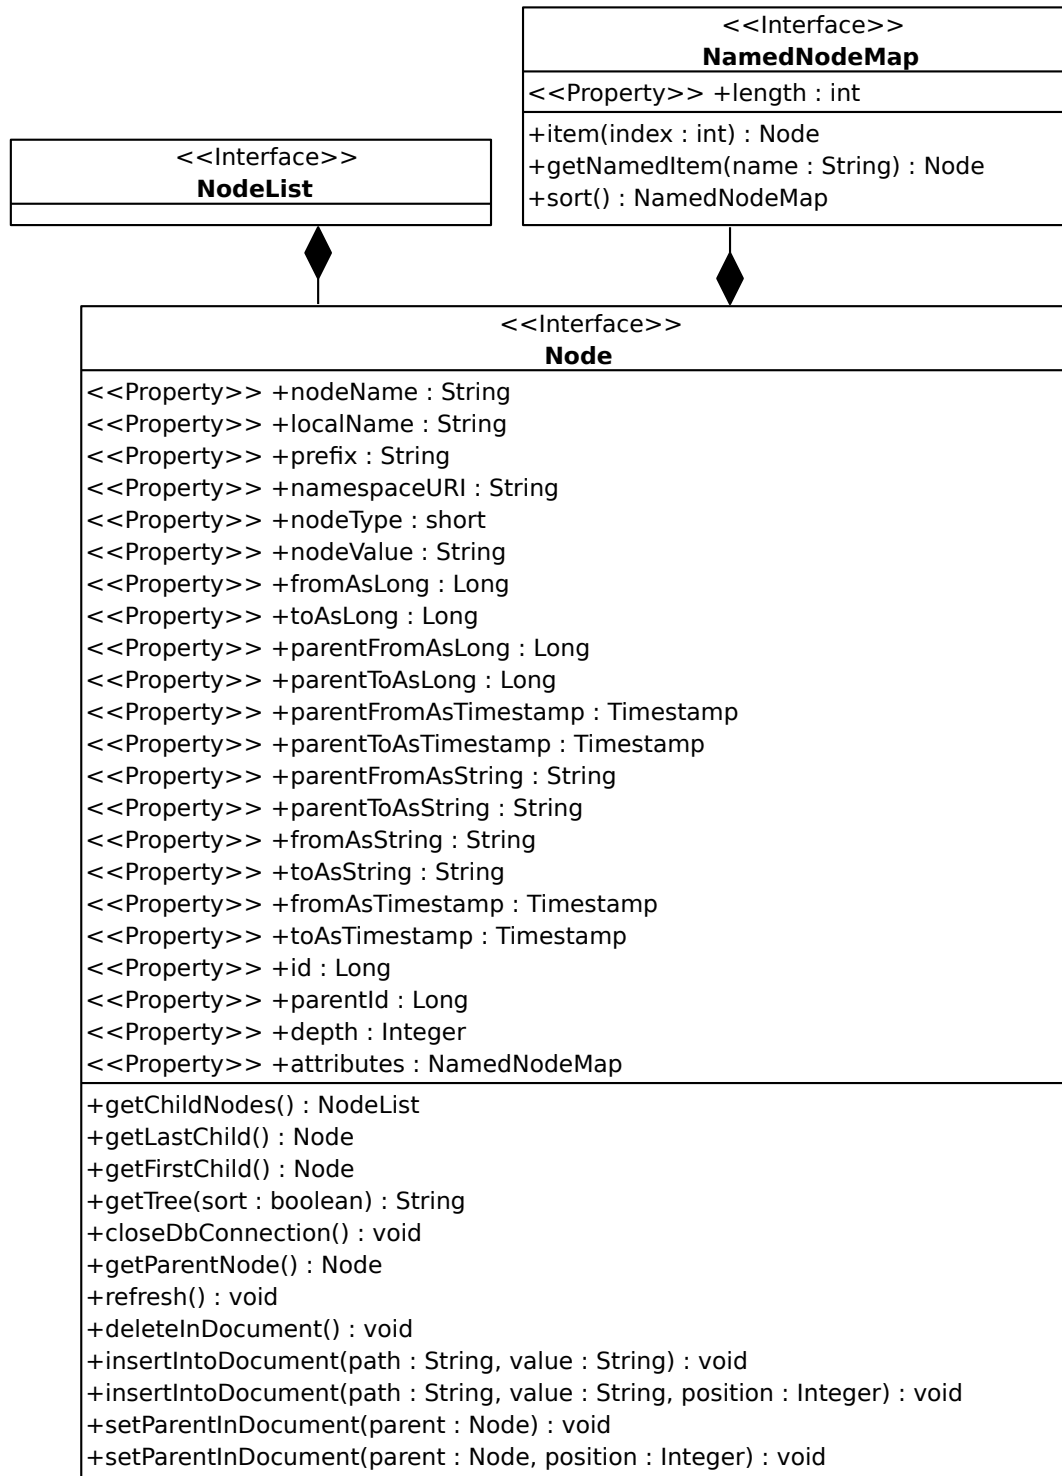 <<Interface>>
NamedNodeMap
<<Property>> +length : int
+item(index : int) : Node
+getNamedItem(name : String) : Node
+sort() : NamedNodeMap
<<Interface>>
NodeList
<<Interface>>
Node
<<Property>> +nodeName : String
<<Property>> +localName : String
<<Property>> +prefix : String
<<Property>> +namespaceURI : String
<<Property>> +nodeType : short
<<Property>> +nodeValue : String
<<Property>> +fromAsLong : Long
<<Property>> +toAsLong : Long
<<Property>> +parentFromAsLong : Long
<<Property>> +parentToAsLong : Long
<<Property>> +parentFromAsTimestamp : Timestamp
<<Property>> +parentToAsTimestamp : Timestamp
<<Property>> +parentFromAsString : String
<<Property>> +parentToAsString : String
<<Property>> +fromAsString : String
<<Property>> +toAsString : String
<<Property>> +fromAsTimestamp : Timestamp
<<Property>> +toAsTimestamp : Timestamp
<<Property>> +id : Long
<<Property>> +parentId : Long
<<Property>> +depth : Integer
<<Property>> +attributes : NamedNodeMap
+getChildNodes() : NodeList
+getLastChild() : Node
+getFirstChild() : Node
+getTree(sort : boolean) : String
+closeDbConnection() : void
+getParentNode() : Node
+refresh() : void
+deleteInDocument() : void
+insertIntoDocument(path : String, value : String) : void
+insertIntoDocument(path : String, value : String, position : Integer) : void
+setParentInDocument(parent : Node) : void
+setParentInDocument(parent : Node, position : Integer) : void